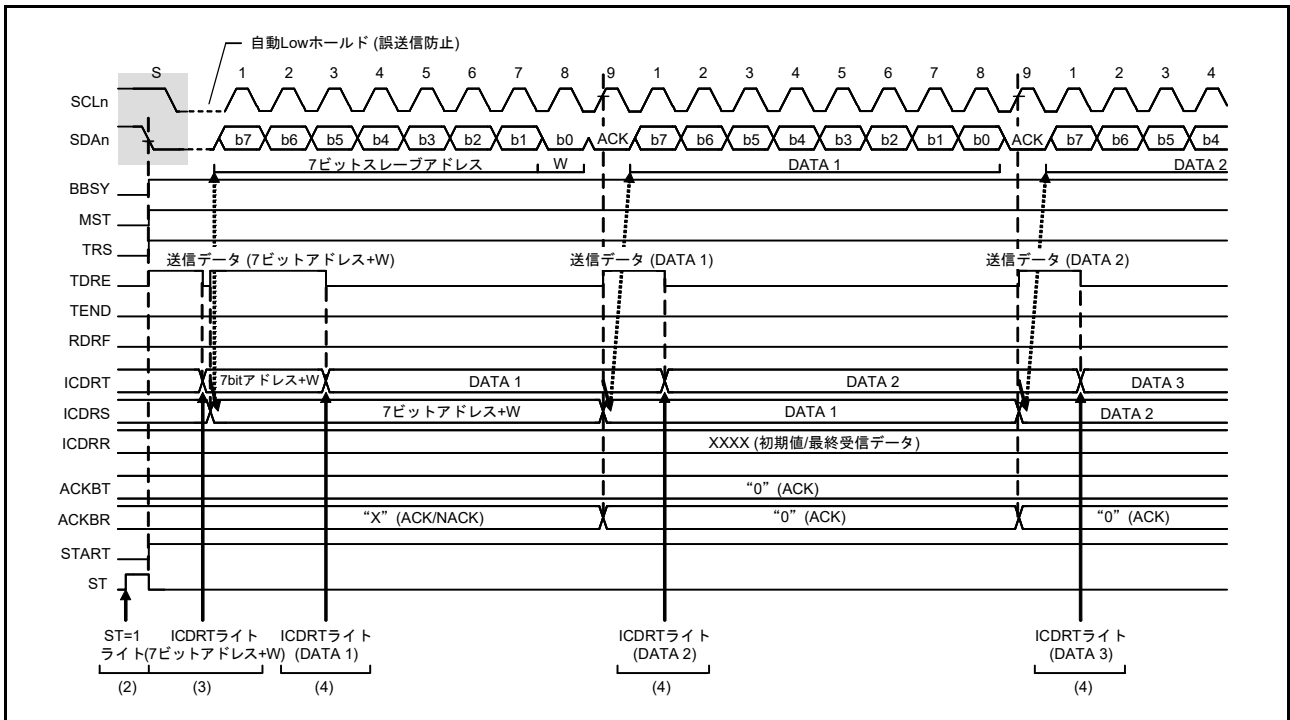 自動Lowホールド (誤送信防止)
S 1 2 3 4 5 6 7 8 9 1 2 3 4 5 6 7 8 9 1 2 3 4
SCLn
SDAn b7 b6 b5 b4 b3 b2 b1 b0 ACK b7 b6 b5 b4 b3 b2 b1 b0 ACK b7 b6 b5 b4
7ビットスレーブアドレス W DATA 1 DATA 2
BBSY
MST
TRS
送信データ (7ビットアドレス+W) 送信データ (DATA 1) 送信データ (DATA 2)
TDRE
TEND
RDRF
ICDRT 7bitアドレス+W DATA 1 DATA 2 DATA 3
ICDRS 7ビットアドレス+W DATA 1 DATA 2
ICDRR XXXX (初期値/最終受信データ)
ACKBT “0” (ACK)
ACKBR “X” (ACK/NACK) “0” (ACK) “0” (ACK)
START
ST
ST=1 ICDRTライト ICDRTライト ICDRTライト ICDRTライト
ライト (7ビットアドレス+W) (DATA 1) (DATA 2) (DATA 3)
(2) (3) (4) (4) (4)